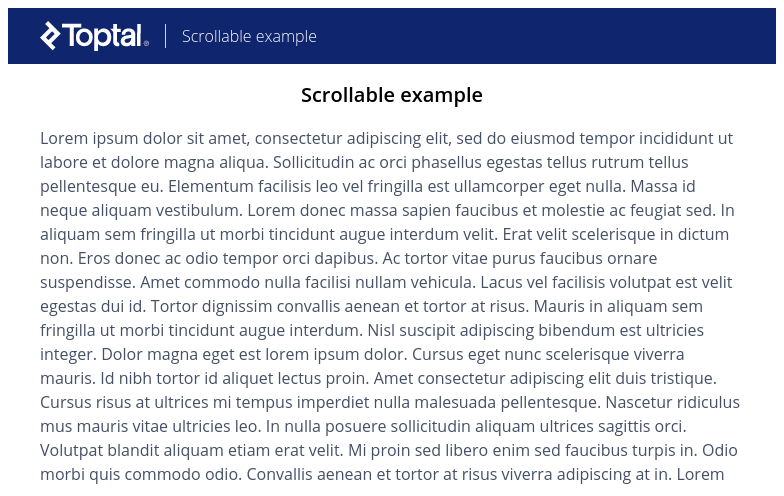 Toptal® Scrollable example
Scrollable example
Lorem ipsum dolor sit amet, consectetur adipiscing elit, sed do eiusmod tempor incididunt ut
labore et dolore magna aliqua. Sollicitudin ac orci phasellus egestas tellus rutrum tellus
pellentesque eu. Elementum facilisis leo vel fringilla est ullamcorper eget nulla. Massa id
neque aliquam vestibulum. Lorem donec massa sapien faucibus et molestie ac feugiat sed. In
aliquam sem fringilla ut morbi tincidunt augue interdum velit. Erat velit scelerisque in dictum
non. Eros donec ac odio tempor orci dapibus. Ac tortor vitae purus faucibus ornare
suspendisse. Amet commodo nulla facilisi nullam vehicula. Lacus vel facilisis volutpat est velit
egestas dui id. Tortor dignissim convallis aenean et tortor at risus. Mauris in aliquam sem
fringilla ut morbi tincidunt augue interdum. Nisl suscipit adipiscing bibendum est ultricies
integer. Dolor magna eget est lorem ipsum dolor. Cursus eget nunc scelerisque viverra
mauris. Id nibh tortor id aliquet lectus proin. Amet consectetur adipiscing elit duis tristique.
Cursus risus at ultrices mi tempus imperdiet nulla malesuada pellentesque. Nascetur ridiculus
mus mauris vitae ultricies leo. In nulla posuere sollicitudin aliquam ultrices sagittis orci.
Volutpat blandit aliquam etiam erat velit. Mi proin sed libero enim sed faucibus turpis in. Odio
morbi quis commodo odio. Convallis aenean et tortor at risus viverra adipiscing at in. Lorem